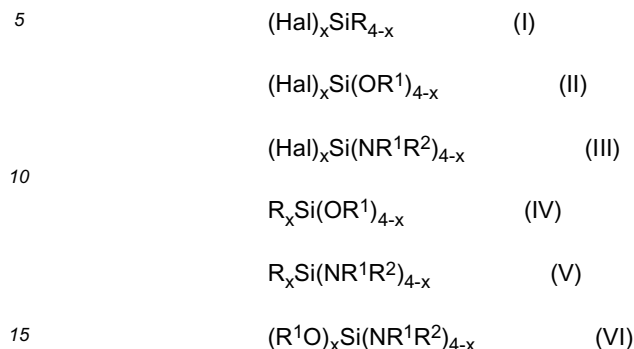 5 (Hal)xSiR4-x (I)
(Hal)xSi(OR1)4-x (II)
(Hal)xSi(NR1R2)4-x (III)
10
RxSi(OR1)4-x (IV)
RxSi(NR1R2)4-x (V)
15 (R1O)xSi(NR1R2)4-x (VI)